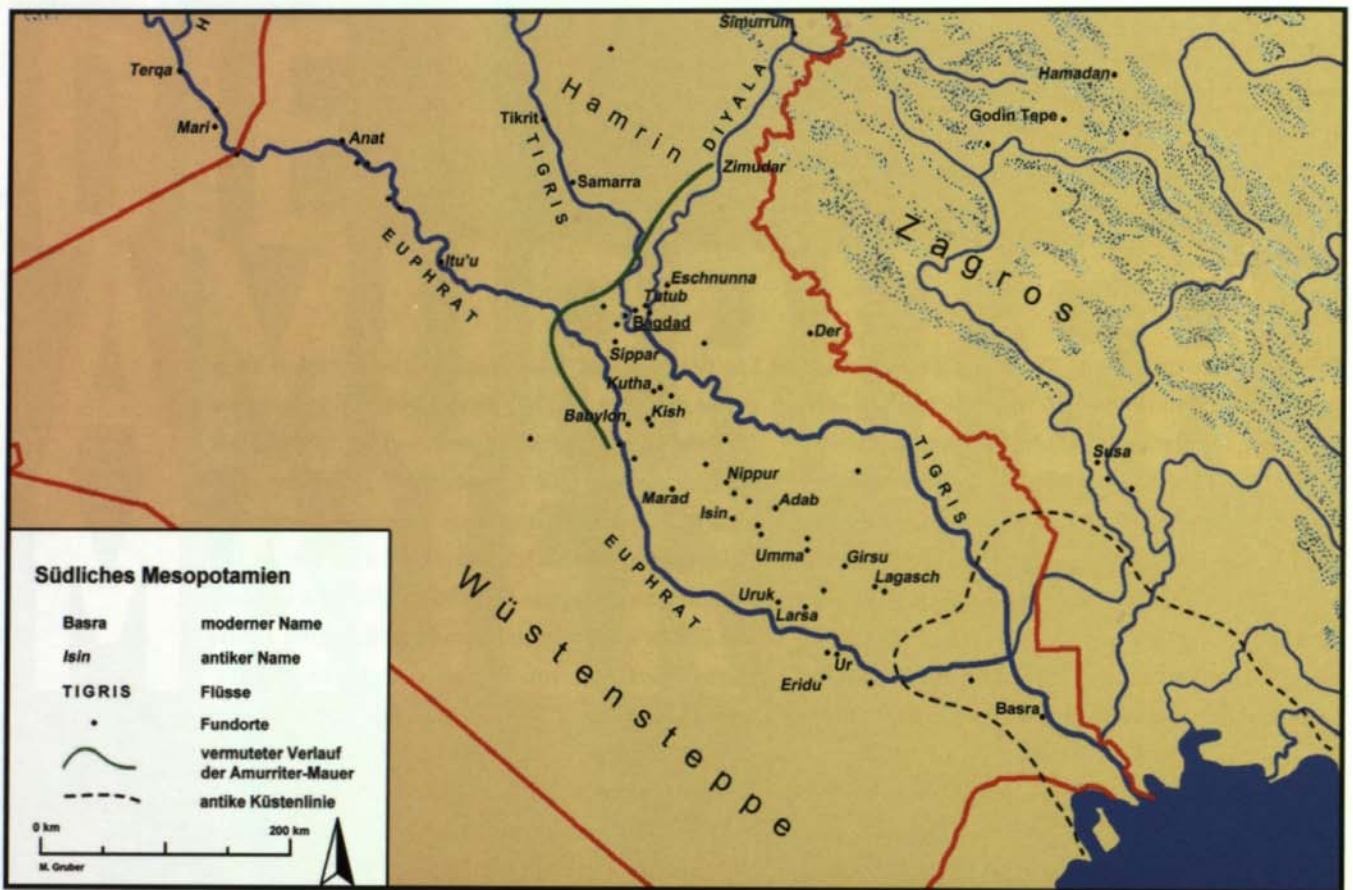 Simurrum
H
Terqa
Hamadan
Mari
Anat
Tikrit
Hamrin
DIYALA
Godin Tepe
TIGRIS
Zimudar
Samarra
Zagros
EUPHRAT
Itu'u
Eschnunna
Tutub
Bagdad
Der
Sippar
Kutha
Babylon
Kish
TIGRIS
Susa
Nippur
Marad
Adab
Isin
EUPHRAT
Umma
Girsu
Lagasch
Uruk
Larsa
Wüstensteppe
Ur
Eridu
Basra
Südliches Mesopotamien
Basra moderner Name
Isin antiker Name
TIGRIS Flüsse
Fundorte
vermuteter Verlauf
der Amurriter-Mauer
antike Küstenlinie
0 km 200 km
M. Gruber